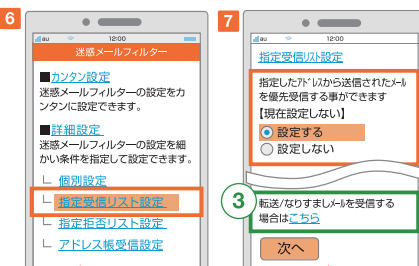 6
au 12:00
迷惑メールフィルター
■カンタン設定
迷惑メールフィルターの設定をカ
ンタンに設定できます。
■詳細設定
迷惑メールフィルターの設定を細
かい条件を指定して設定できます。
個別設定
指定受信リスト設定
指定拒否リスト設定
アドレス帳受信設定
7
au 12:00
指定受信リスト設定
指定したアドレスから送信されたメール
を優先受信する事ができます
【現在設定しない】
設定する
設定しない
3
転送/なりすましメールを受信する
場合はこちら
次へ